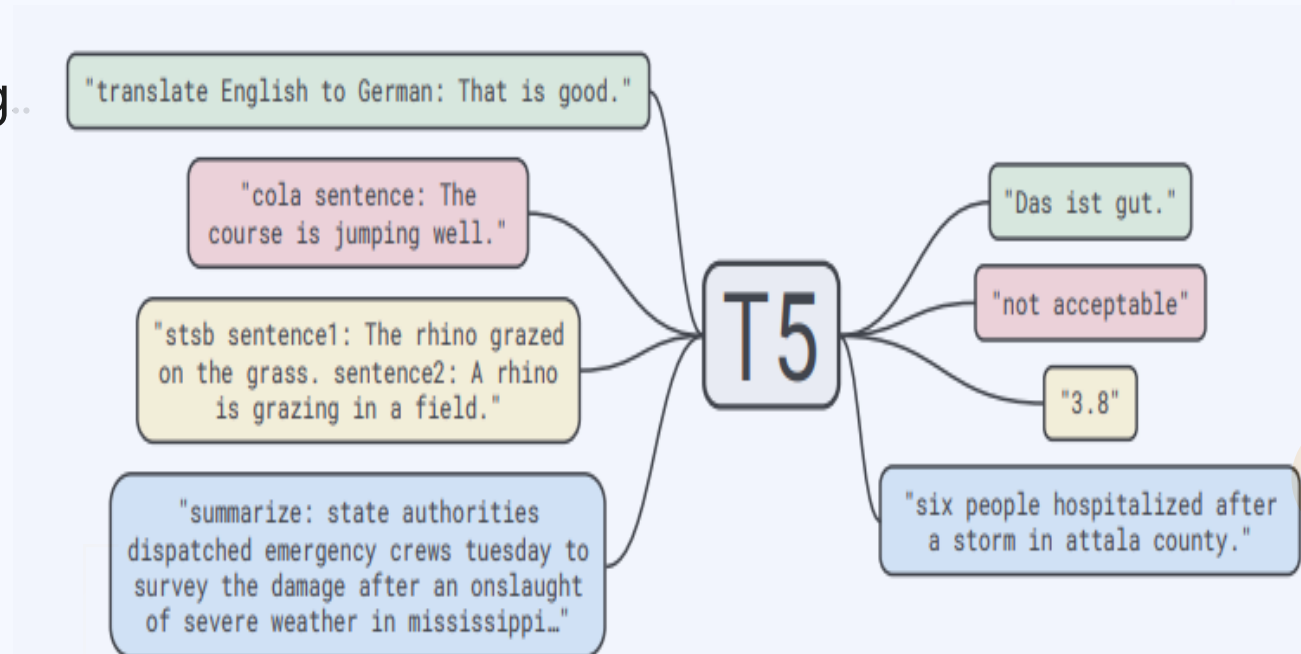 "translate English to German: That is good."
"cola sentence: The
course is jumping well."
"stsb sentence1: The rhino grazed
on the grass. sentence2: A rhino
is grazing in a field."
"summarize: state authorities
dispatched emergency crews tuesday to
survey the damage after an onslaught
of severe weather in mississippi…"
T5
"Das ist gut."
"not acceptable"
"3.8"
"six people hospitalized after
a storm in attala county."